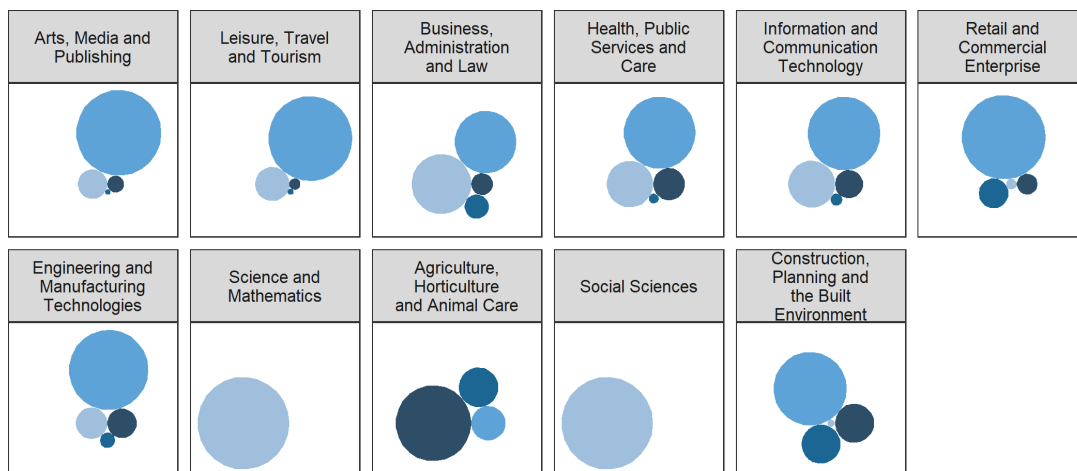 Arts, Media and
Publishing
Leisure, Travel
and Tourism
Business,
Administration
and Law
Health, Public
Services and
Care
Information and
Communication
Technology
Retail and
Commercial
Enterprise
Engineering and
Manufacturing
Technologies
Science and
Mathematics
Agriculture,
Horticulture
and Animal Care
Social Sciences
Construction,
Planning and
the Built
Environment